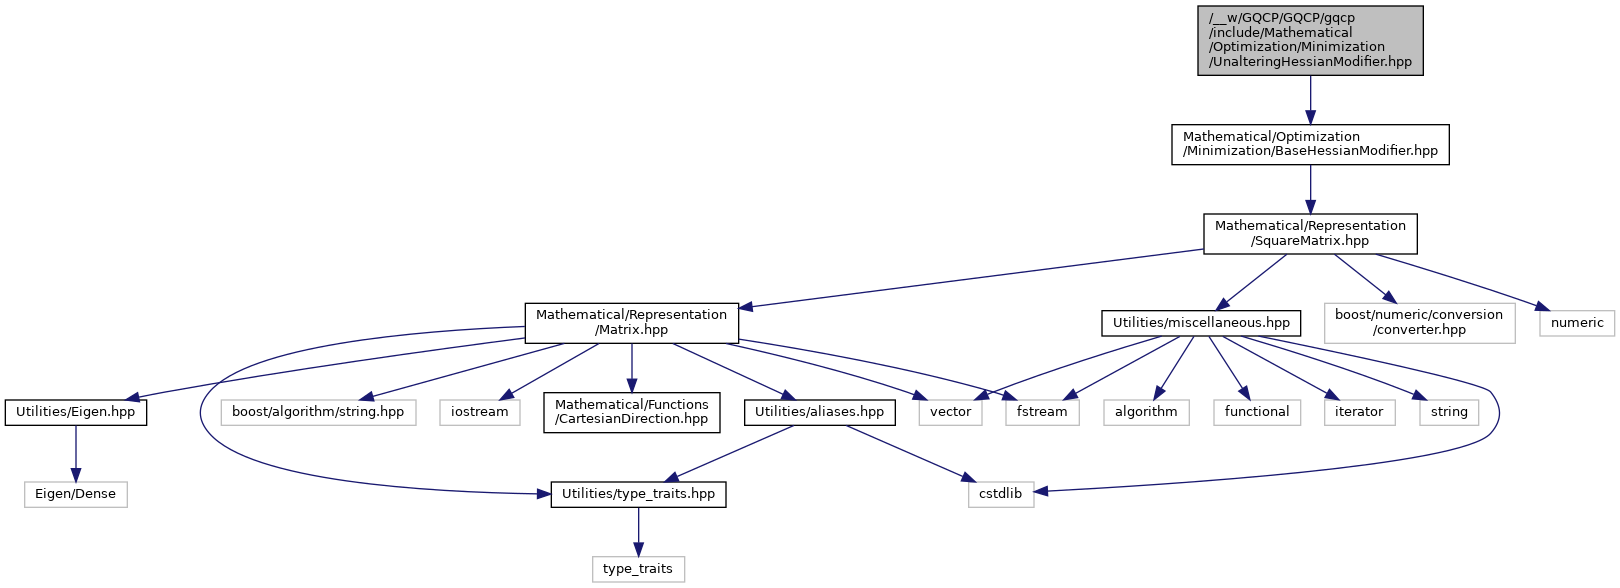 /__w/GQCP/GQCP/gqcp
/include/Mathematical
/Optimization/Minimization
/UnalteringHessianModifier.hpp
Mathematical/Optimization
/Minimization/BaseHessianModifier.hpp
Mathematical/Representation
/SquareMatrix.hpp
Mathematical/Representation
/Matrix.hpp
Utilities/miscellaneous.hpp
boost/numeric/conversion
/converter.hpp
numeric
Utilities/Eigen.hpp
boost/algorithm/string.hpp
iostream
Mathematical/Functions
/CartesianDirection.hpp
Utilities/aliases.hpp
vector
fstream
algorithm
functional
iterator
string
Eigen/Dense
Utilities/type_traits.hpp
cstdlib
type_traits